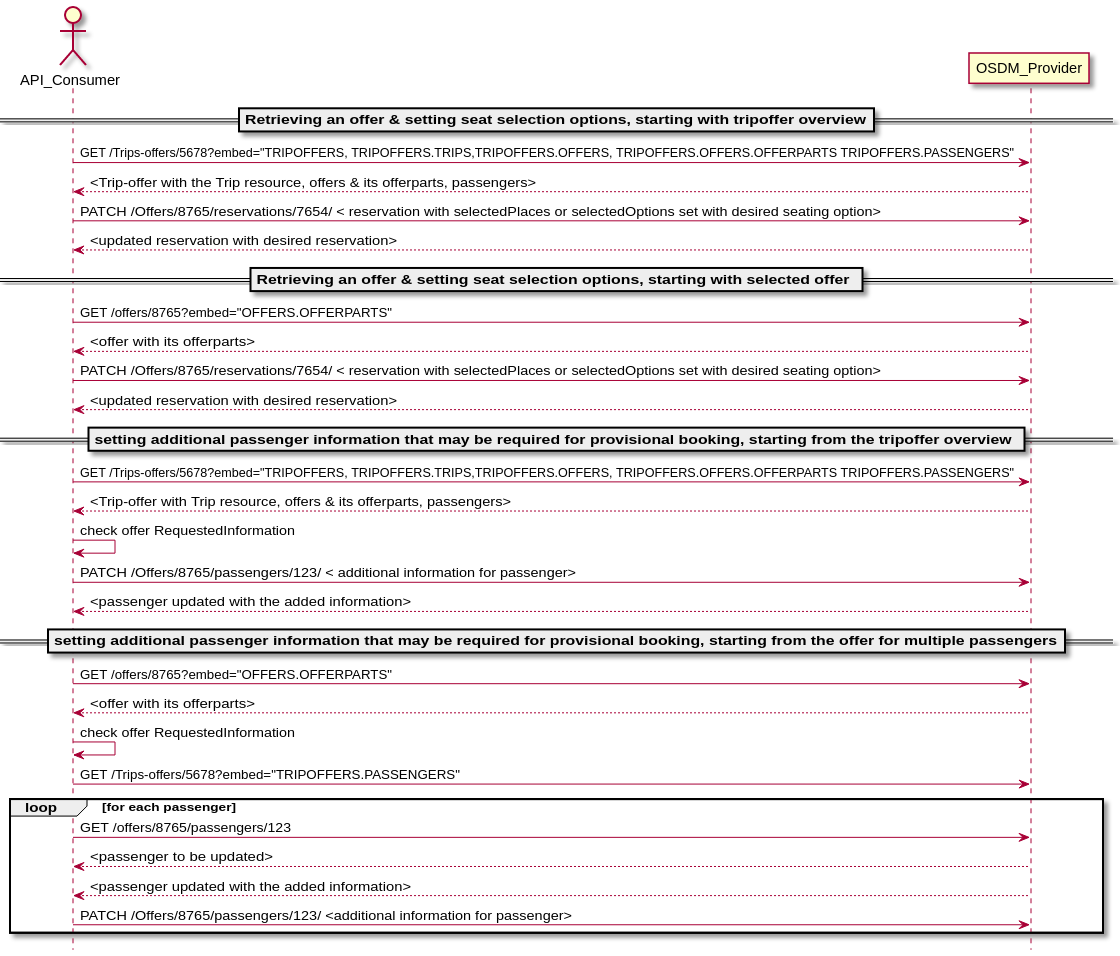 API_Consumer
OSDM_Provider
Retrieving an offer & setting seat selection options, starting with tripoffer overview
GET /Trips-offers/5678?embed="TRIPOFFERS, TRIPOFFERS.TRIPS,TRIPOFFERS.OFFERS, TRIPOFFERS.OFFERS.OFFERPARTS TRIPOFFERS.PASSENGERS"
<Trip-offer with the Trip resource, offers & its offerparts, passengers>
PATCH /Offers/8765/reservations/7654/ < reservation with selectedPlaces or selectedOptions set with desired seating option>
<updated reservation with desired reservation>
Retrieving an offer & setting seat selection options, starting with selected offer
GET /offers/8765?embed="OFFERS.OFFERPARTS"
<offer with its offerparts>
PATCH /Offers/8765/reservations/7654/ < reservation with selectedPlaces or selectedOptions set with desired seating option>
<updated reservation with desired reservation>
setting additional passenger information that may be required for provisional booking, starting from the tripoffer overview
GET /Trips-offers/5678?embed="TRIPOFFERS, TRIPOFFERS.TRIPS,TRIPOFFERS.OFFERS, TRIPOFFERS.OFFERS.OFFERPARTS TRIPOFFERS.PASSENGERS"
<Trip-offer with Trip resource, offers & its offerparts, passengers>
check offer RequestedInformation
PATCH /Offers/8765/passengers/123/ < additional information for passenger>
<passenger updated with the added information>
setting additional passenger information that may be required for provisional booking, starting from the offer for multiple passengers
GET /offers/8765?embed="OFFERS.OFFERPARTS"
<offer with its offerparts>
check offer RequestedInformation
GET /Trips-offers/5678?embed="TRIPOFFERS.PASSENGERS"
loop [for each passenger]
GET /offers/8765/passengers/123
<passenger to be updated>
<passenger updated with the added information>
PATCH /Offers/8765/passengers/123/ <additional information for passenger>